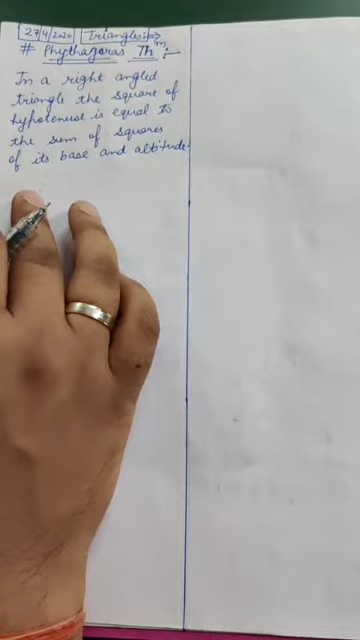 27/4/2020 Triangles:⇒
# Phythagoras Thm:—
In a right angled
triangle the square of
hypotenuse is equal to
the sum of squares
of its base and altitude.